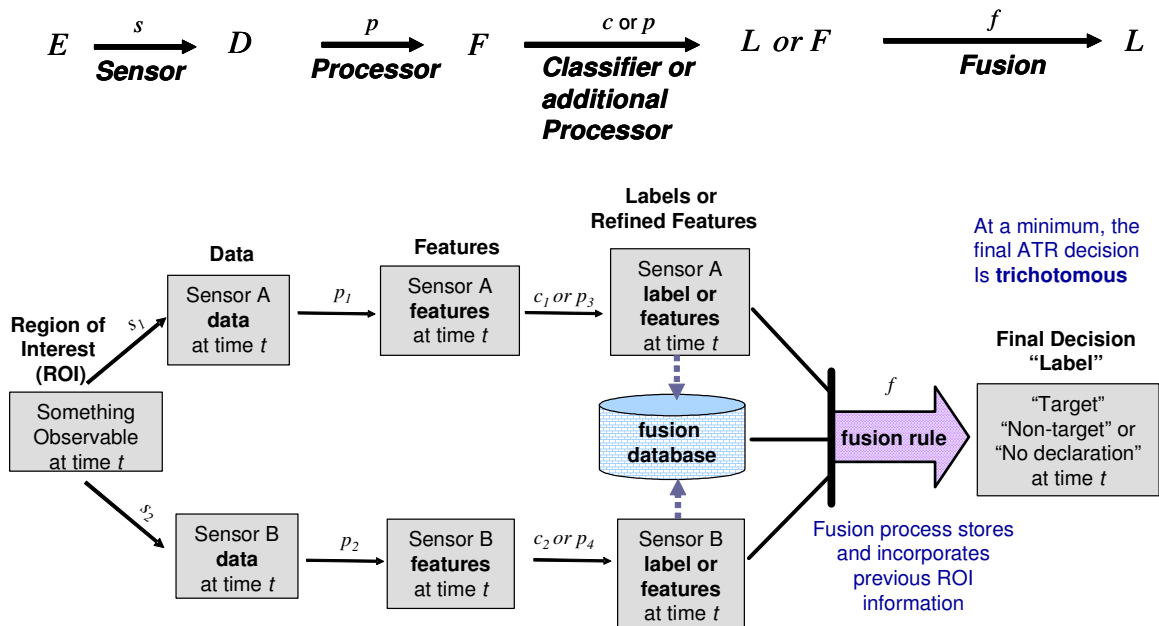 s
p
c or p
f
E
D
F
L or F
L
Sensor
Processor
Classifier or
additional
Processor
Fusion
Labels or
Refined Features
At a minimum, the
final ATR decision
Is trichotomous
Data
Features
Sensor A
data
at time t
p1
Sensor A
features
at time t
c1 or p3
Sensor A
label or
features
at time t
Region of
Interest
(ROI)
s1
Something
Observable
at time t
s2
fusion
database
f
fusion rule
Final Decision
“Label”
“Target”
“Non-target” or
“No declaration”
at time t
Sensor B
data
at time t
p2
Sensor B
features
at time t
c2 or p4
Sensor B
label or
features
at time t
Fusion process stores
and incorporates
previous ROI
information